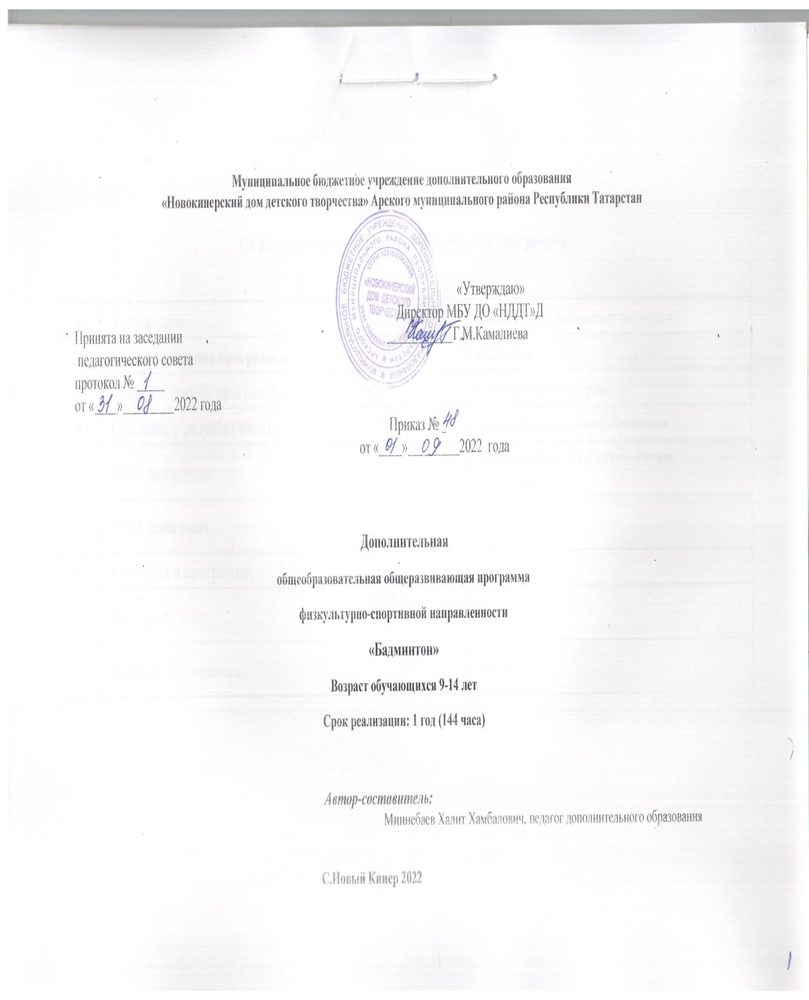 Муниципальное бюджетное учреждение дополнительного образования
«Новокинерский дом детского творчества» Арского муниципального района Республики Татарстан
«НОВОКИНЕРСКИЙ
ДОМ ДЕТСКОГО
ТВОРЧЕСТ
«Утверждаю»
Директор МБУ ДО «НДДТ»Д
Г.М.Камалиева
Принята на заседании
педагогического совета
протокол № 1
от «31» 08 2022 года
Приказ № 48
от «01» 09 2022 года
Дополнительная
общеобразовательная общеразвивающая программа
физкультурно-спортивной направленности
«Бадминтон»
Возраст обучающихся 9-14 лет
Срок реализации: 1 год (144 часа)
Автор-составитель:
Миннебаев Халит Хамбалович, педагог дополнительного образования
С.Новый Кинер 2022